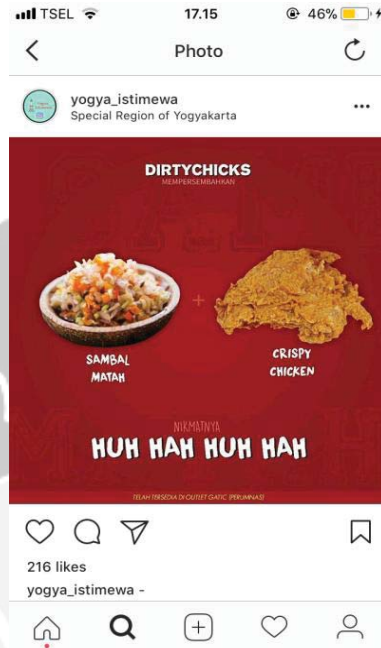 TSEL 17.15 46%
Photo
yogya_istimewa
Special Region of Yogyakarta
DIRTYCHICKS
MEMPERSEMBAHKAN
+
SAMBAL
MATAH
CRISPY
CHICKEN
NIKMATNYA
HUH HAH HUH HAH
TELAH TERSEDIA DI OUTLET GATIC (PERUMNAS)
216 likes
yogya_istimewa -